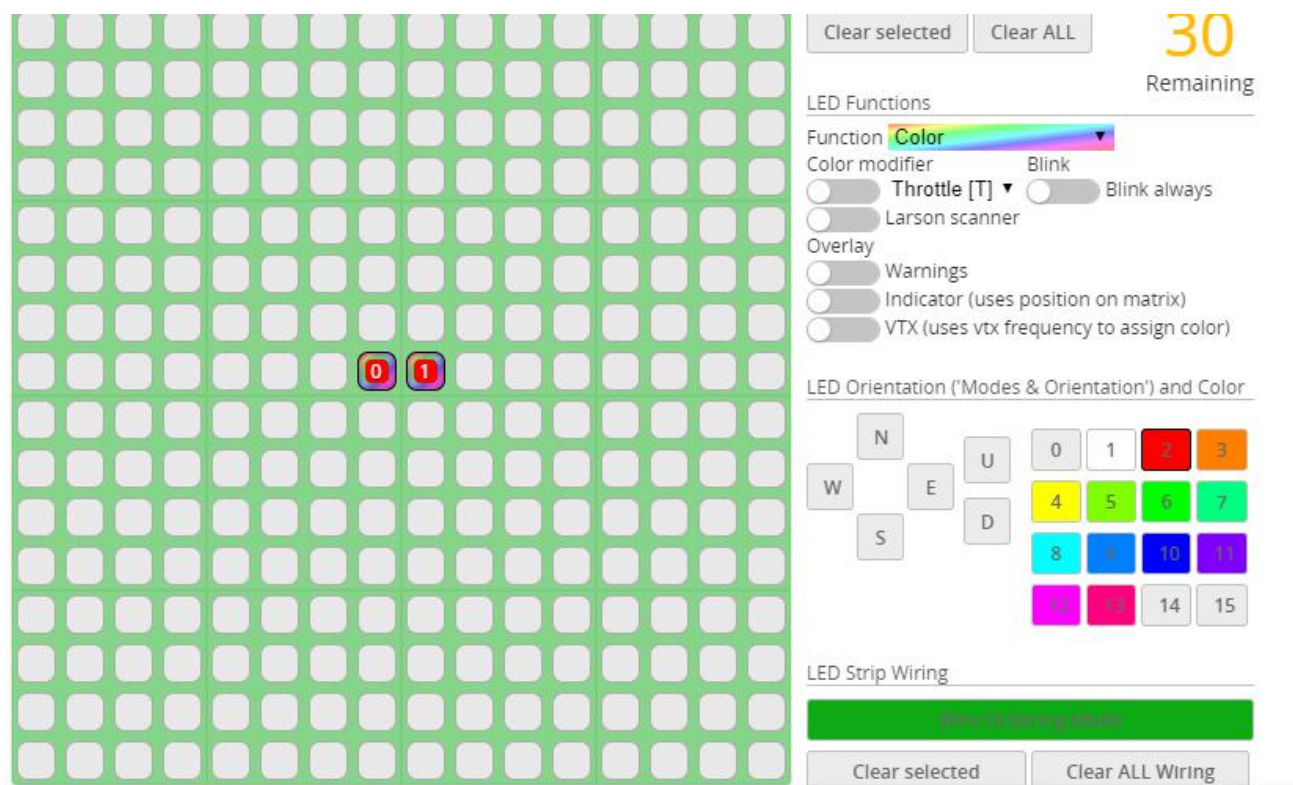 Clear selected Clear ALL
30
Remaining
LED Functions
Function Color
Color modifier Blink
Throttle [T] Blink always
Larson scanner
Overlay
Warnings
Indicator (uses position on matrix)
VTX (uses vtx frequency to assign color)
0 1
LED Orientation ('Modes & Orientation') and Color
N
W E
S
U
D
0 1 2 3
4 5 6 7
8 9 10 11
12 13 14 15
LED Strip Wiring
Wire Ordering Mode
Clear selected Clear ALL Wiring